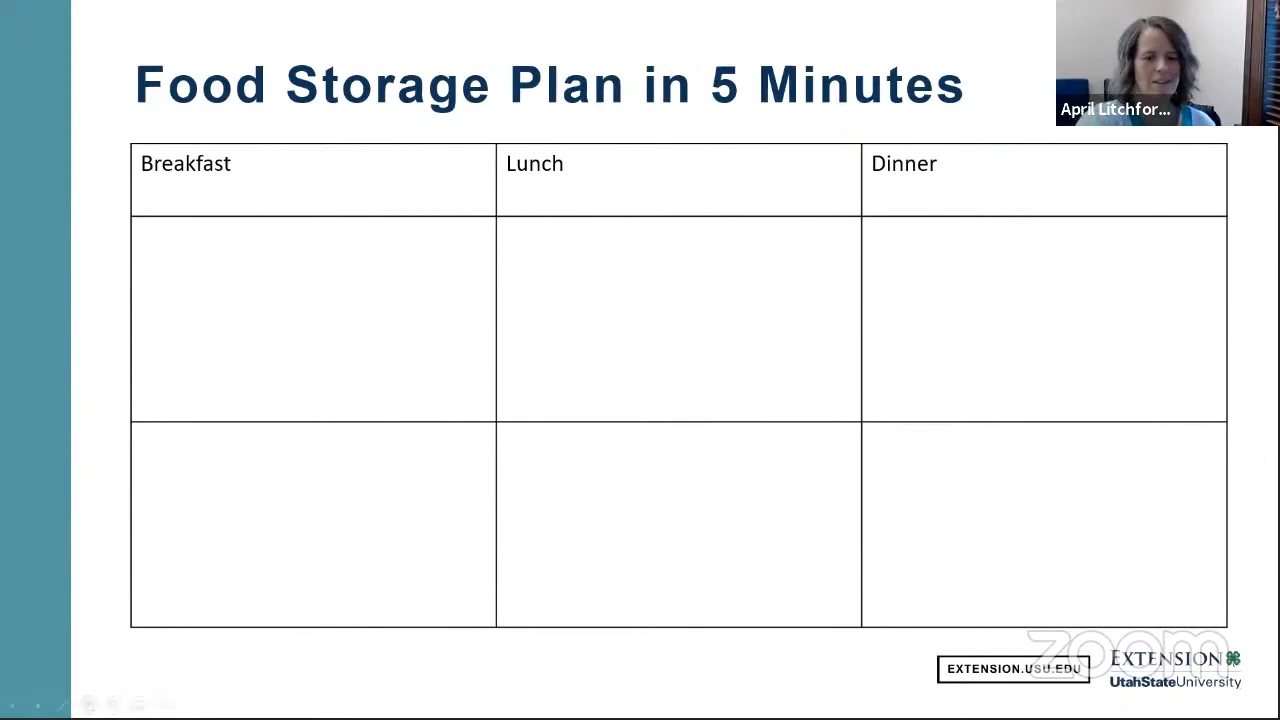 Food Storage Plan in 5 Minutes
April Litchfor...
Breakfast
Lunch
Dinner
zoom
EXTENSION.USU.EDU
EXTENSION
UtahStateUniversity